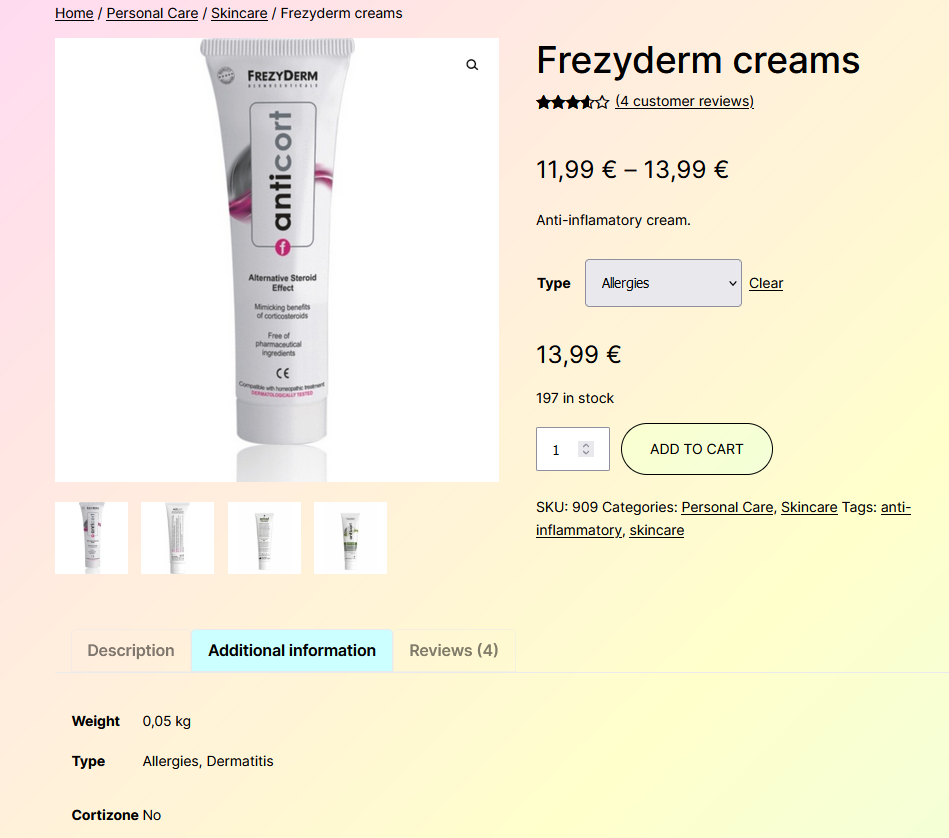 Home / Personal Care / Skincare / Frezyderm creams
FREZYDERM
DERMACEUTICALS
anticort
f
Alternative Steroid
Effect
Mimicking benefits
of corticosteroids
Free of
pharmaceutical
ingredients
CE
Compatible with homeopathic treatment
DERMATOLOGICALLY TESTED
Frezyderm creams
(4 customer reviews)
11,99 € – 13,99 €
Anti-inflamatory cream.
Type Allergies Clear
13,99 €
197 in stock
1 ADD TO CART
SKU: 909 Categories: Personal Care, Skincare Tags: anti-
inflammatory, skincare
Description Additional information Reviews (4)
Weight 0,05 kg
Type Allergies, Dermatitis
Cortizone No